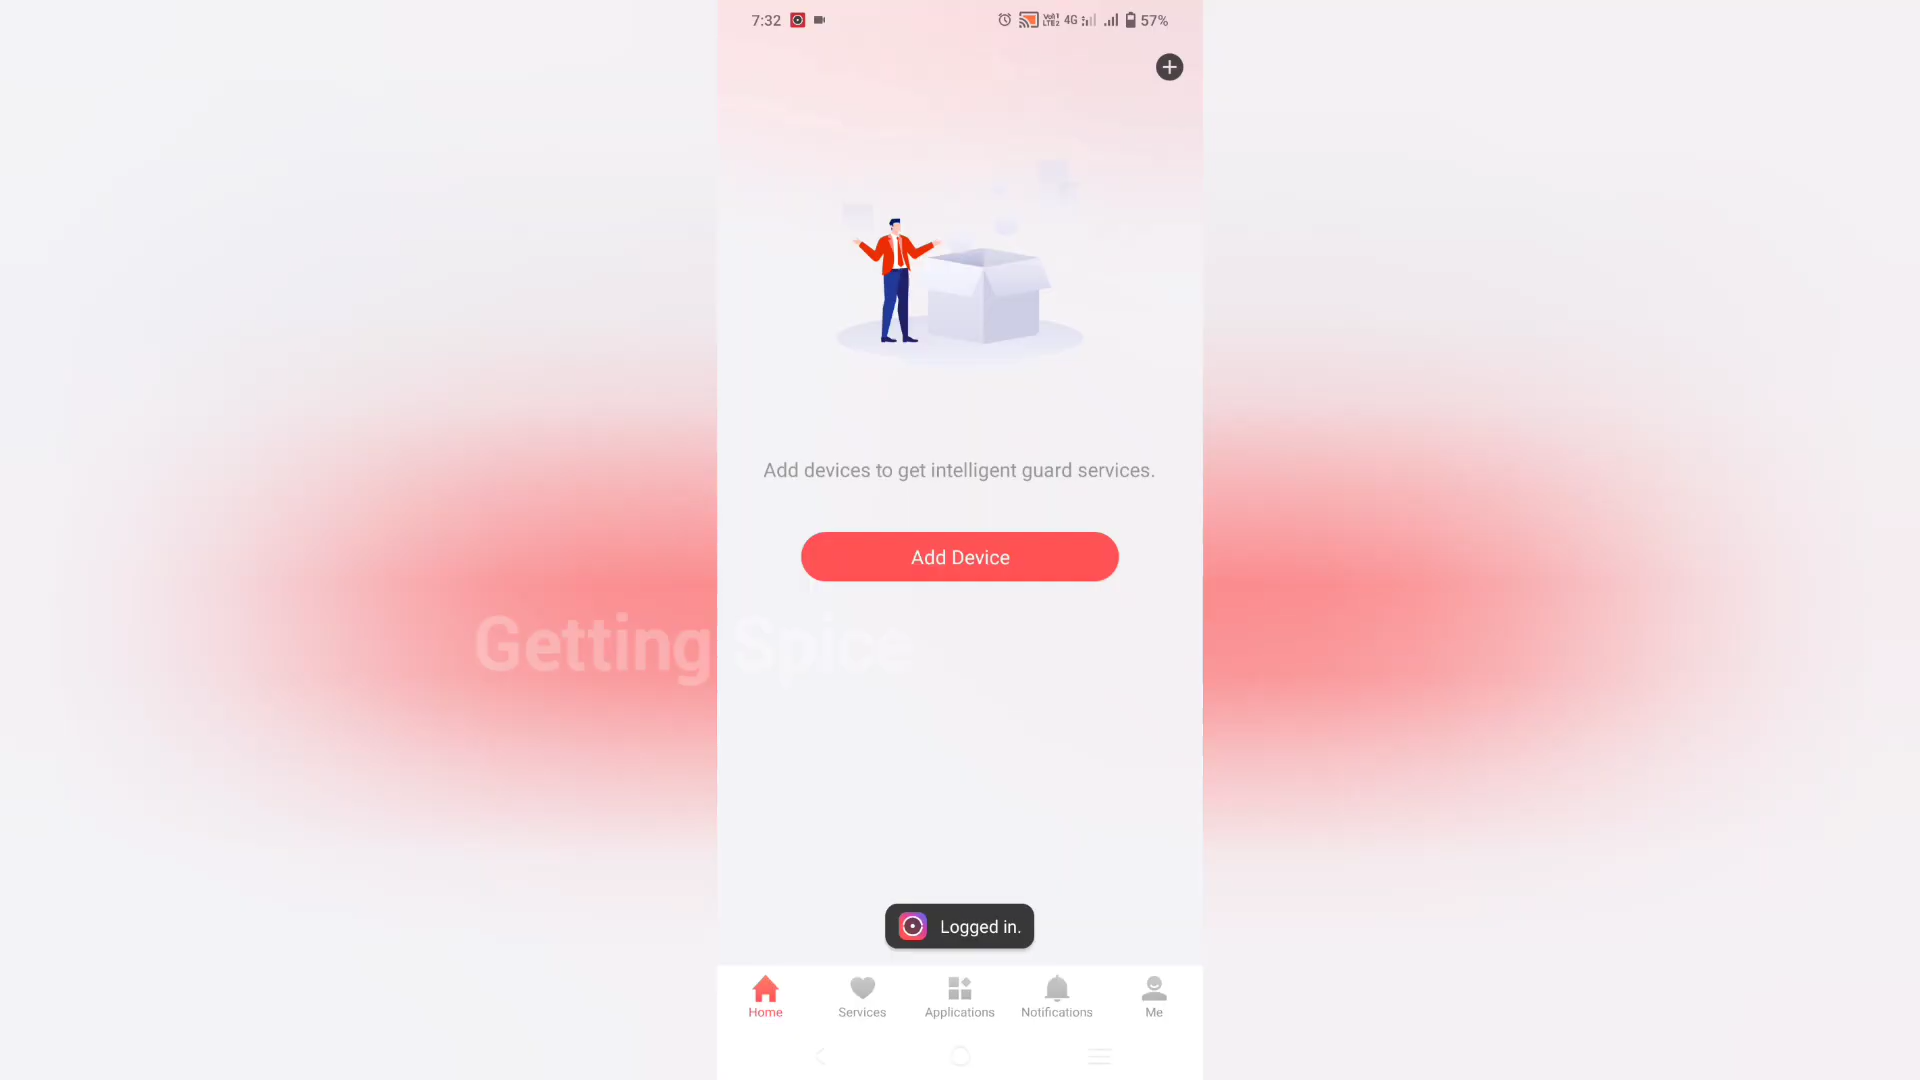 7:32 4G 57%
Add devices to get intelligent guard services.
Add Device
Getting Spice
Logged in.
Home Services Applications Notifications Me